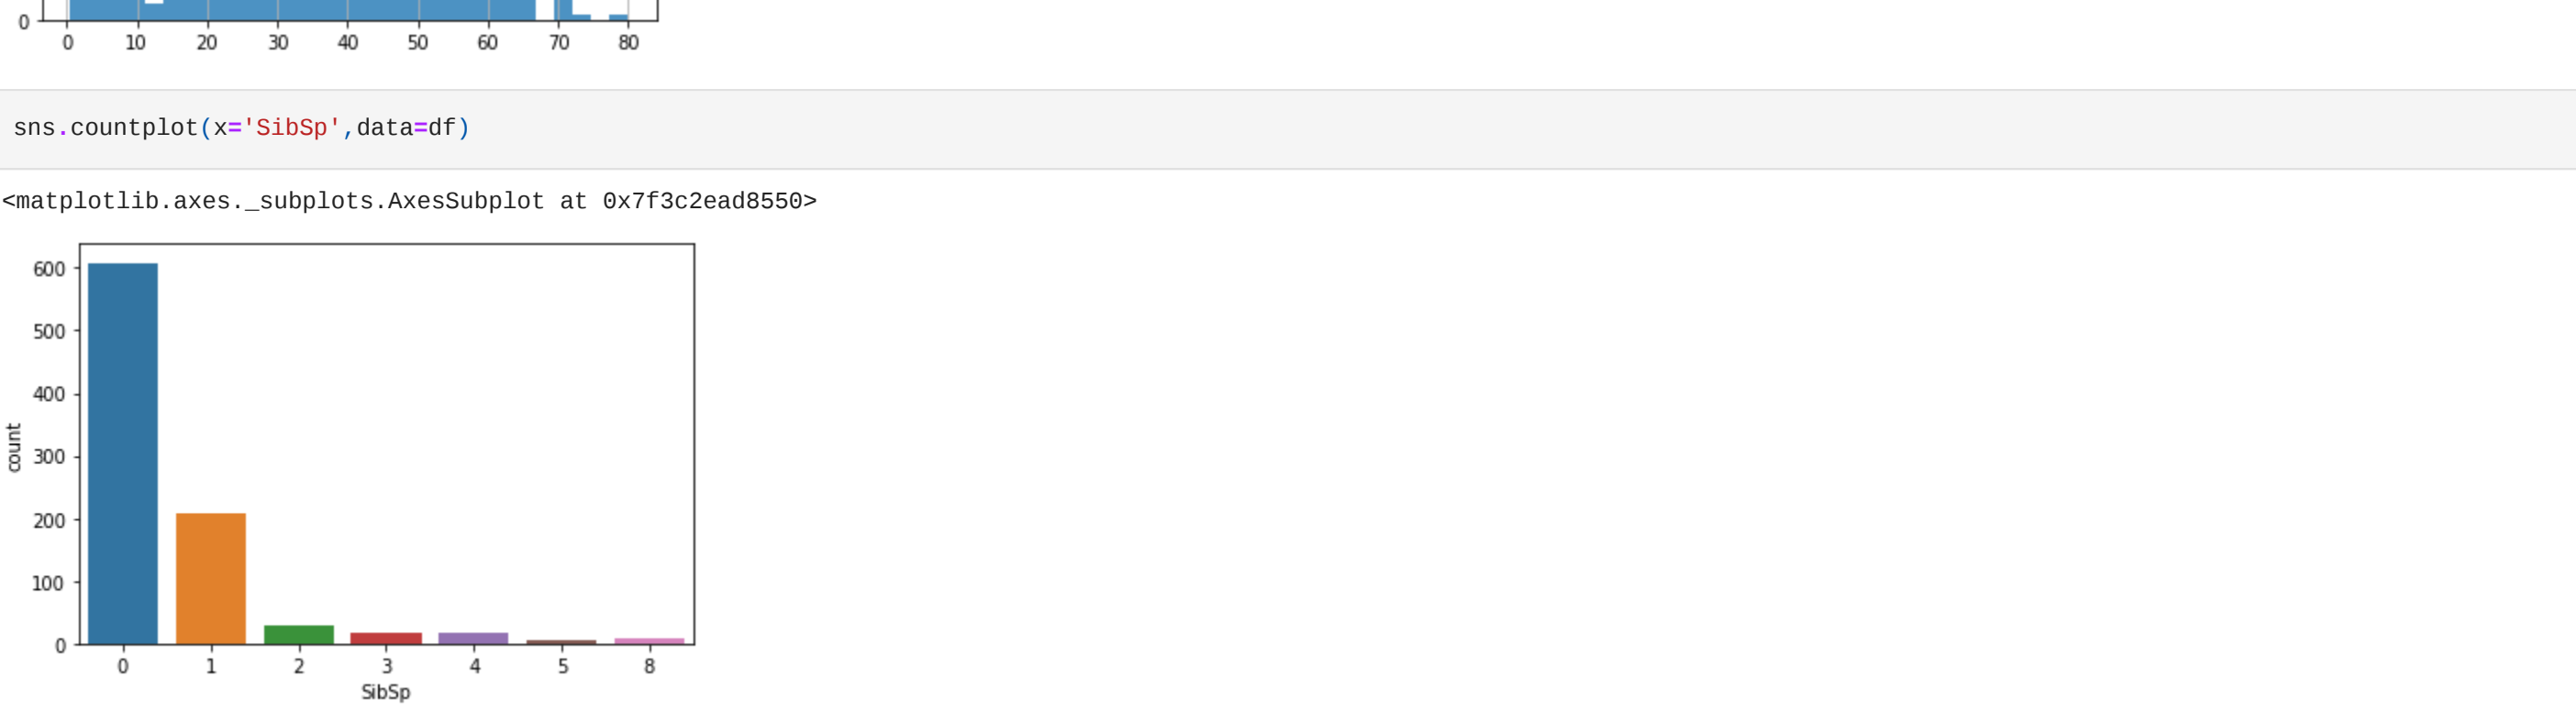 0
0 10 20 30 40 50 60 70 80
sns.countplot(x='SibSp',data=df)
<matplotlib.axes._subplots.AxesSubplot at 0x7f3c2ead8550>
600
500
400
300
200
100
0
count
0 1 2 3 4 5 8
SibSp